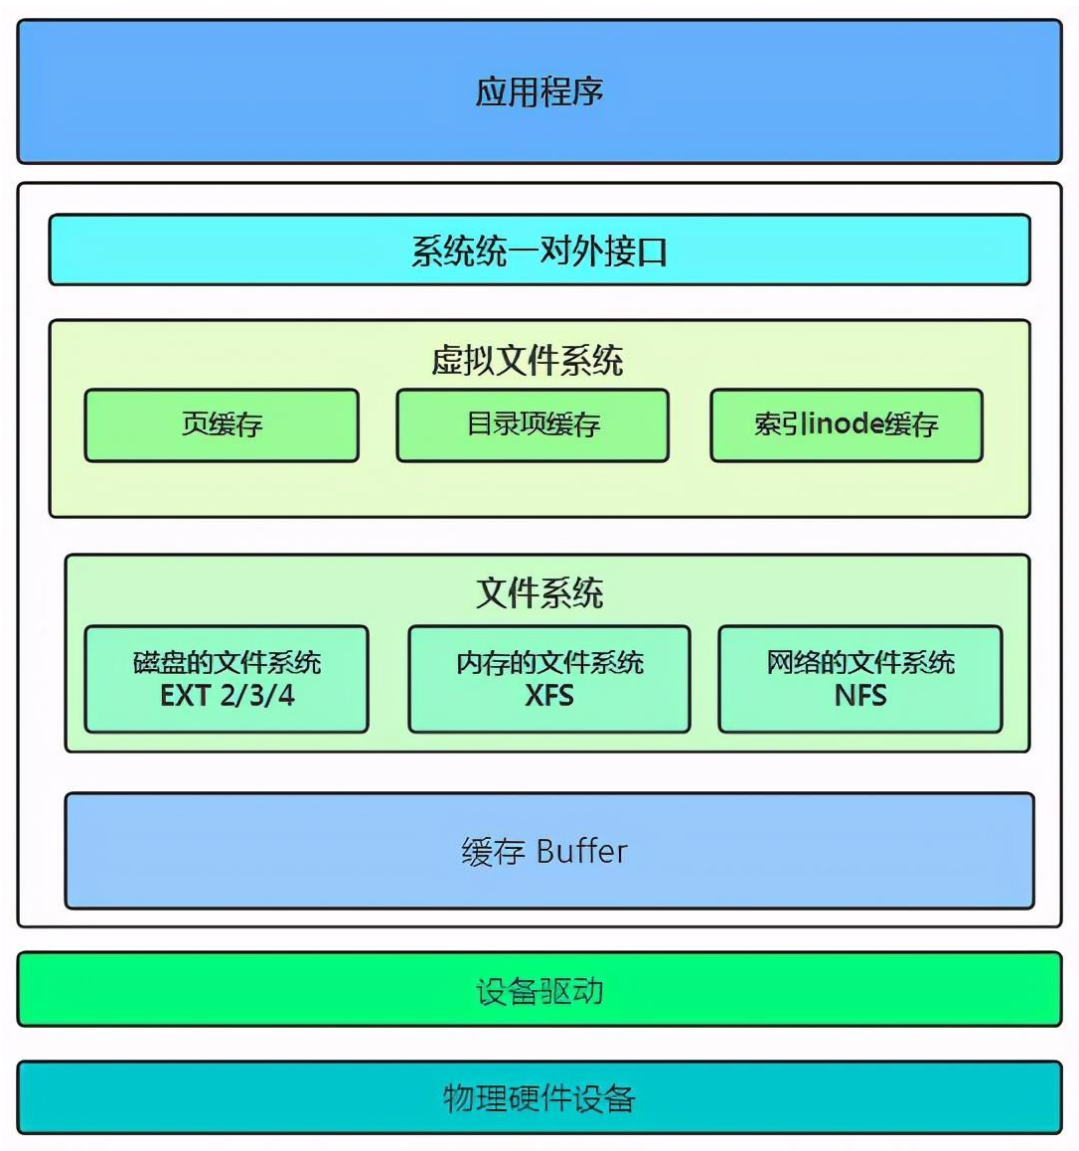 应用程序
系统统一对外接口
虚拟文件系统
页缓存
目录项缓存
索引inode缓存
文件系统
磁盘的文件系统
EXT 2/3/4
内存的文件系统
XFS
网络的文件系统
NFS
缓存 Buffer
设备驱动
物理硬件设备